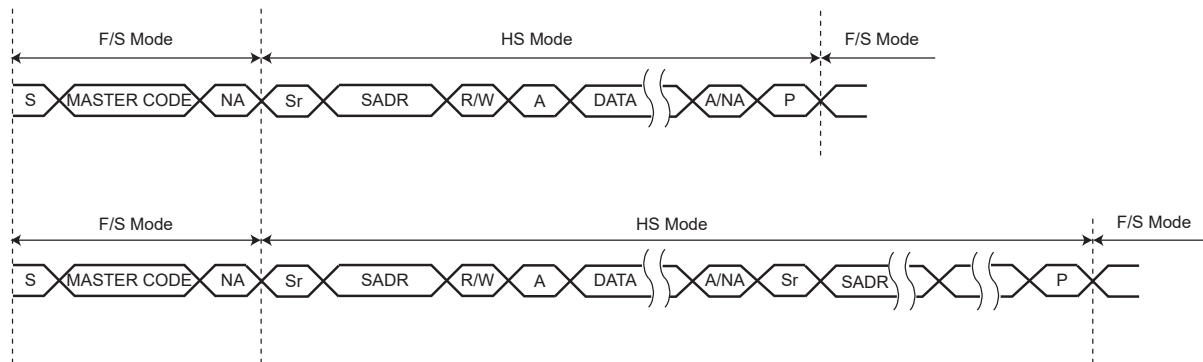 F/S Mode HS Mode F/S Mode
S MASTER CODE NA Sr SADR R/W A DATA A/NA P
F/S Mode HS Mode F/S Mode
S MASTER CODE NA Sr SADR R/W A DATA A/NA Sr SADR P